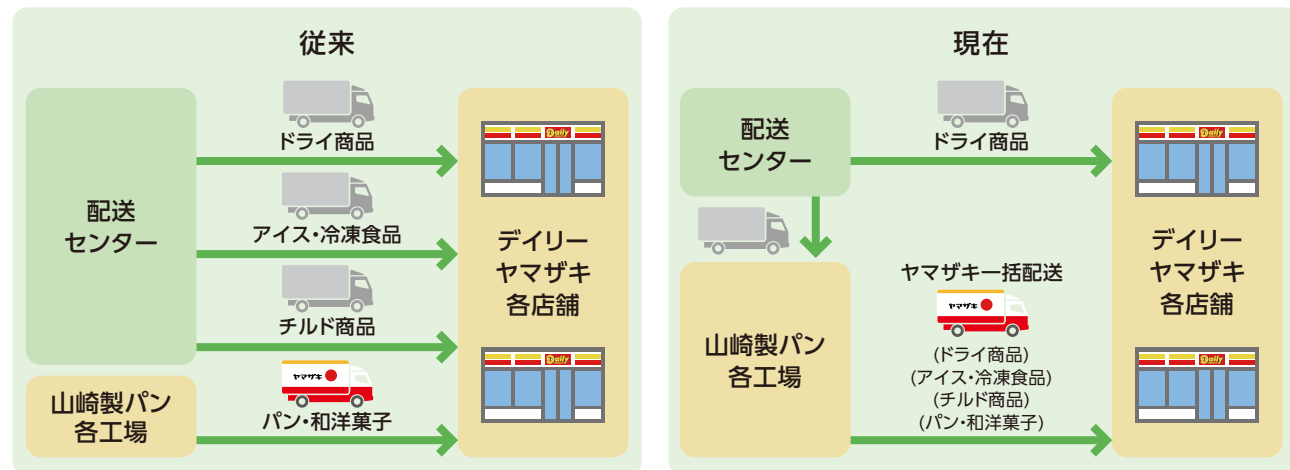 従来
配送
センター
ドライ商品
アイス・冷凍食品
チルド商品
山崎製パン
各工場
ヤマザキ
パン・和洋菓子
Daily
デイリー
ヤマザキ
各店舗
Daily
現在
配送
センター
ドライ商品
山崎製パン
各工場
ヤマザキ一括配送
ヤマザキ
(ドライ商品)
(アイス・冷凍食品)
(チルド商品)
(パン・和洋菓子)
Daily
デイリー
ヤマザキ
各店舗
Daily